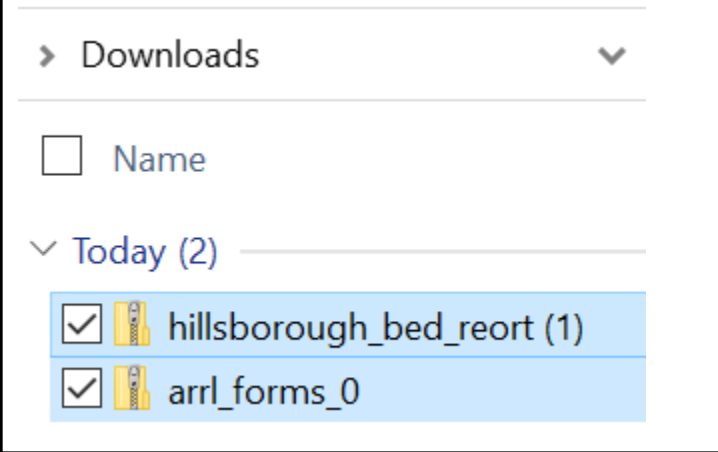 Downloads
Name
Today (2)
hillsborough_bed_reort (1)
arrl_forms_0